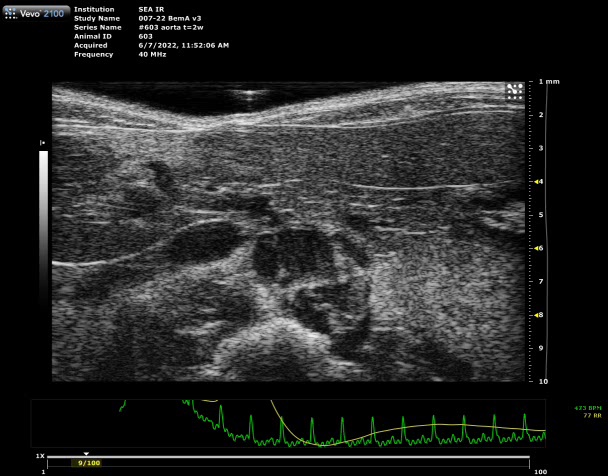 Vevo 2100
Institution SEA IR
Study Name 007-22 BemA v3
Series Name #603 aorta t=2w
Animal ID 603
Acquired 6/7/2022, 11:52:06 AM
Frequency 40 MHz
1 mm
2
3
4
5
6
7
8
9
10
473 BPM
77 RR
1X
9/100
1 100